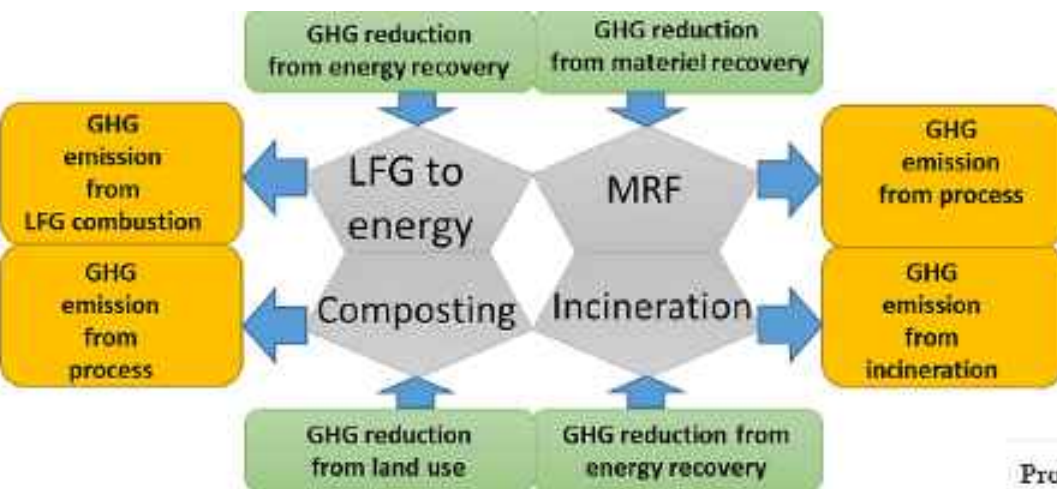 GHG reduction
from energy recovery
GHG reduction
from materiel recovery
GHG
emission
from
LFG combustion
LFG to
energy
MRF
GHG
emission
from process
GHG
emission
from
process
Composting
Incineration
GHG
emission
from
incineration
GHG reduction
from land use
GHG reduction from
energy recovery